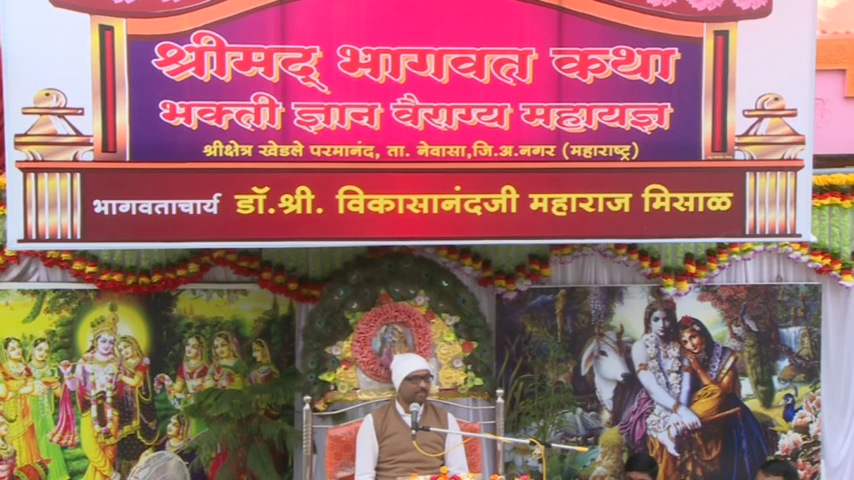 श्रीमद् भागवत कथा
भक्ती ज्ञान वैराग्य महायज्ञ
श्रीक्षेत्र खेडले परमानंद, ता. नेवासा,जि.अ.नगर (महाराष्ट्र)
भागवताचार्य डॉ.श्री. विकासानंदजी महाराज मिसाळ